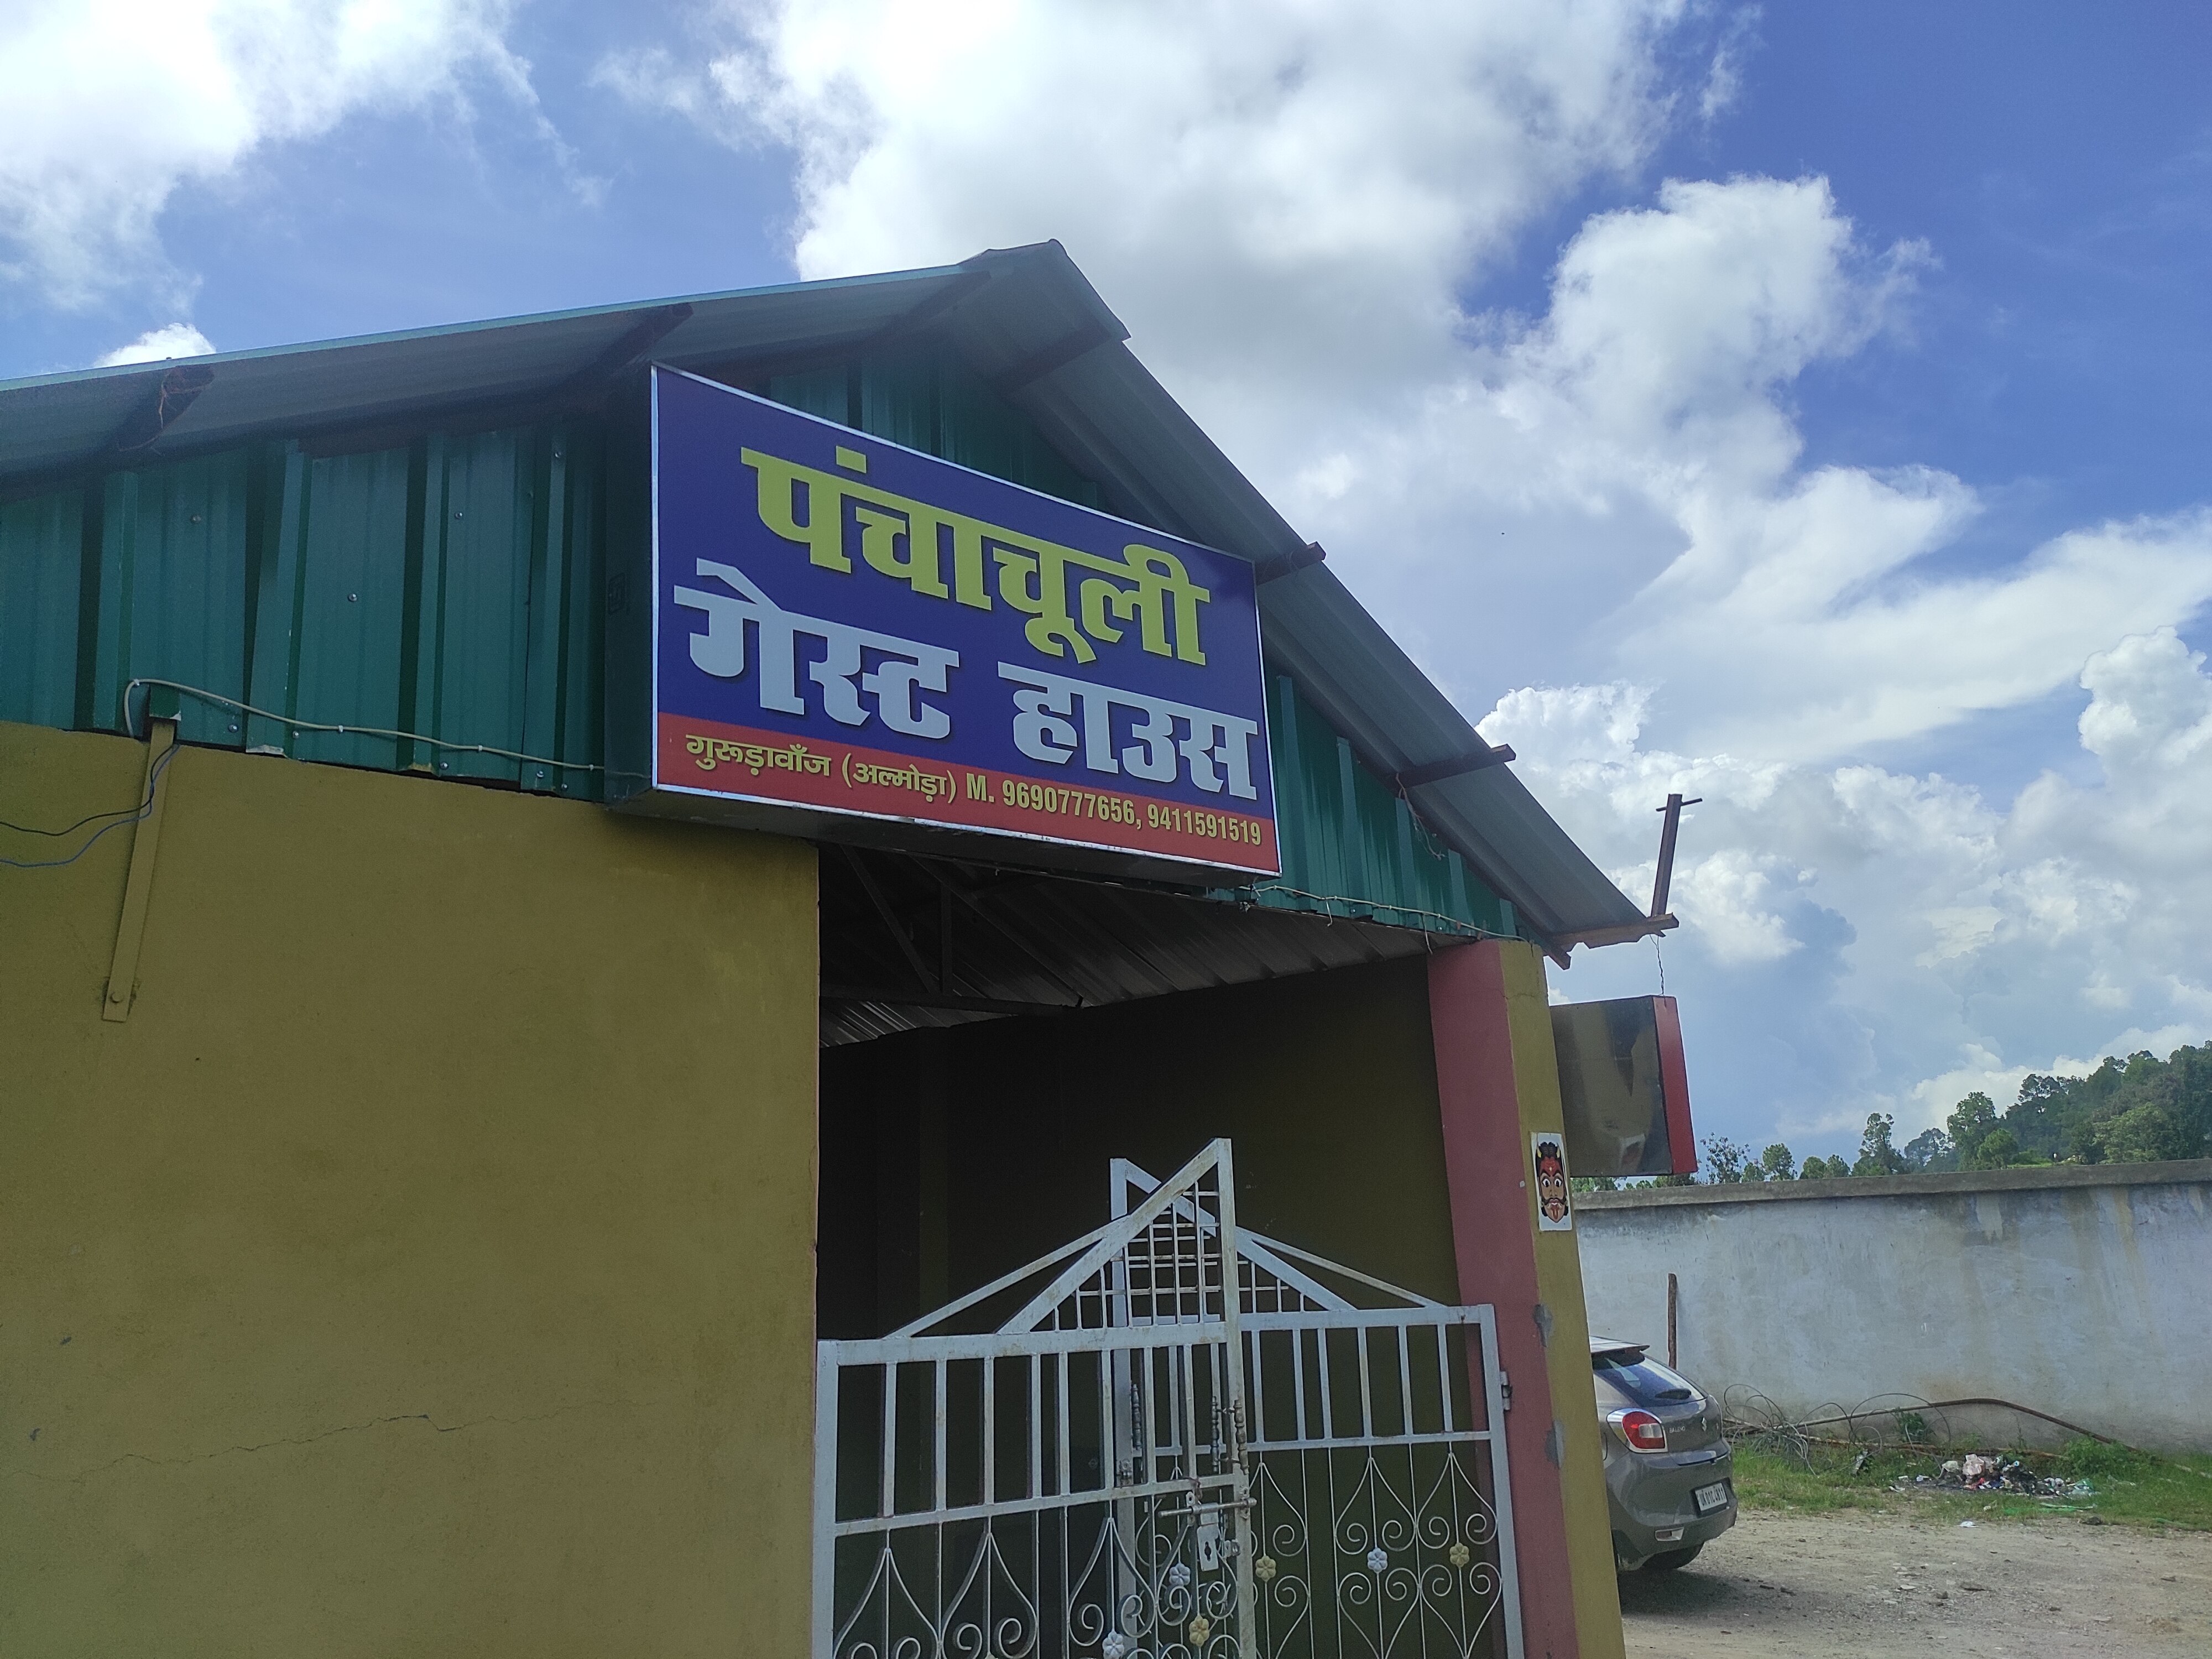 पंचाचूली
गेस्ट हाउस
गुरूड़ावाँज (अल्मोड़ा) M. 9690777656, 9411591519